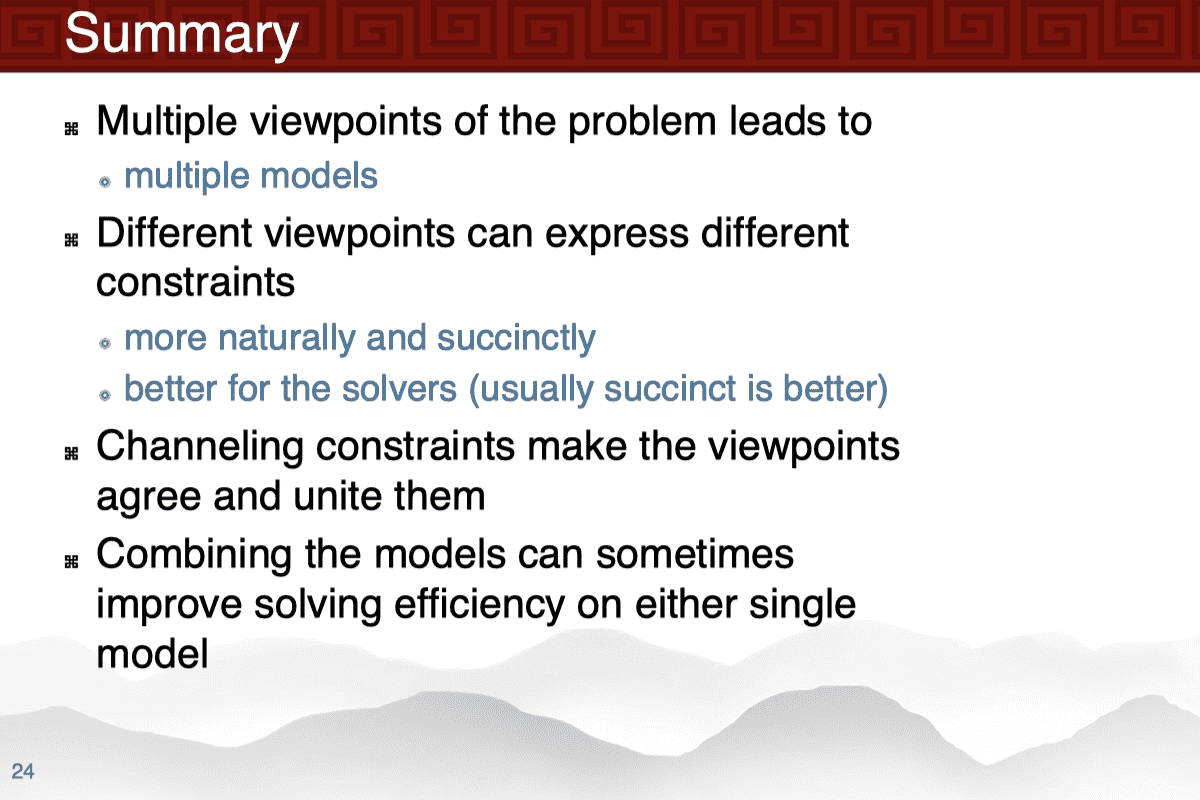 Summary
Multiple viewpoints of the problem leads to
multiple models
Different viewpoints can express different
constraints
more naturally and succinctly
better for the solvers (usually succinct is better)
Channeling constraints make the viewpoints
agree and unite them
Combining the models can sometimes
improve solving efficiency on either single
model
24